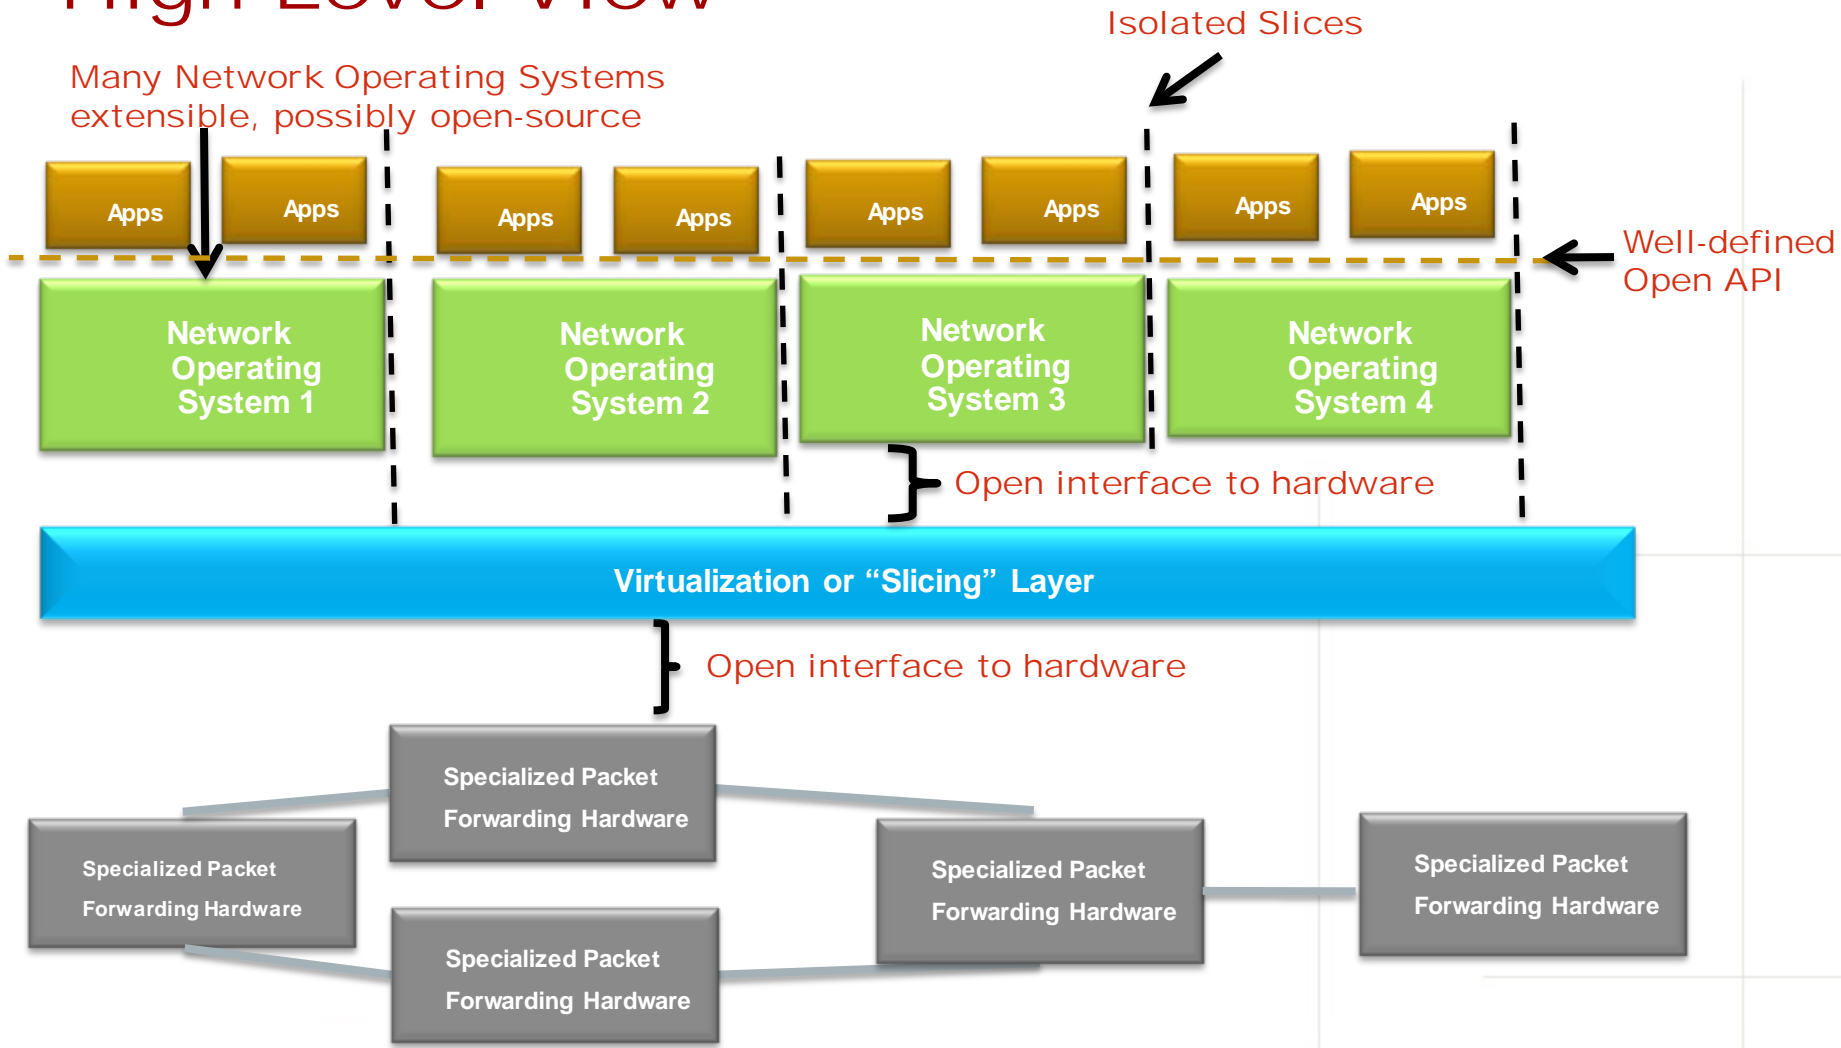 High Level View
Isolated Slices
Many Network Operating Systems
extensible, possibly open-source
Apps
Apps
Apps
Apps
Apps
Apps
Apps
Apps
Well-defined
Open API
Network
Operating
System 1
Network
Operating
System 2
Network
Operating
System 3
Network
Operating
System 4
Open interface to hardware
Virtualization or “Slicing” Layer
Open interface to hardware
Specialized Packet
Forwarding Hardware
Specialized Packet
Forwarding Hardware
Specialized Packet
Forwarding Hardware
Specialized Packet
Forwarding Hardware
Specialized Packet
Forwarding Hardware